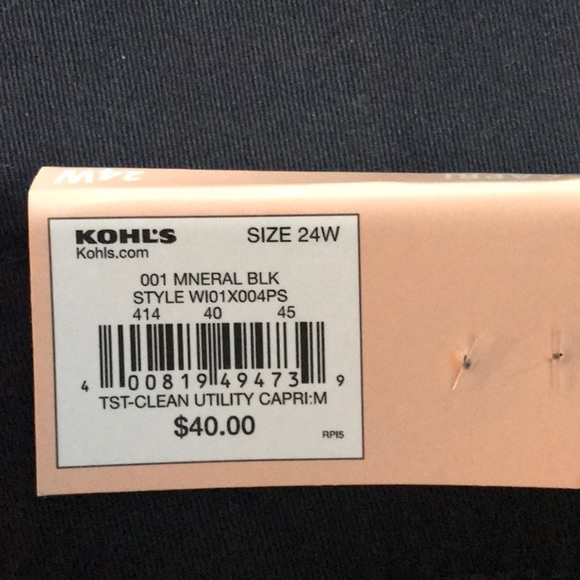 24W
CAPRI
KOHL'S
SIZE 24W
Kohls.com
001 MNERAL BLK
STYLE WI01X004PS
414 40 45
4 00819 49473 9
TST-CLEAN UTILITY CAPRI:M
$40.00
RPI5